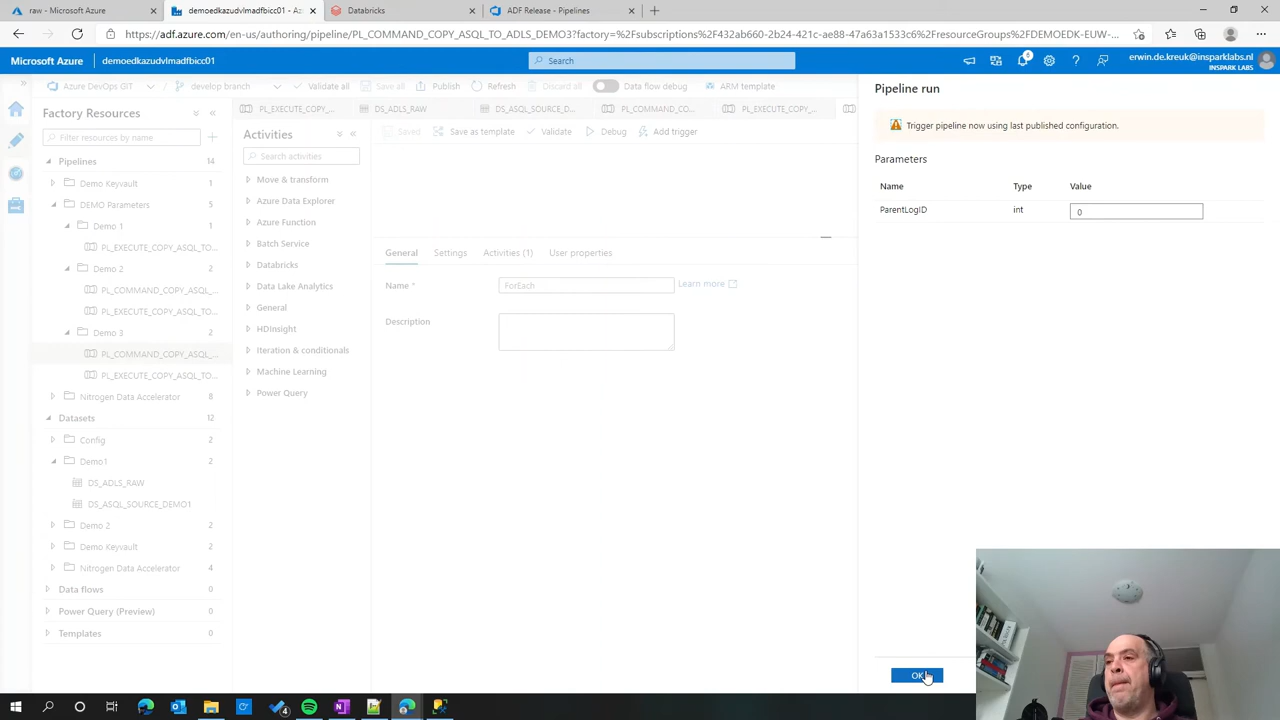 raw - Microsoft Azure
demoedkazudvlmadfbicc01 - Az
Databricks
ADF Release - Pipelines
https://adf.azure.com/en-us/authoring/pipeline/PL_COMMAND_COPY_ASQL_TO_ADLS_DEMO3?factory=%2Fsubscriptions%2F432ab660-2b24-421c-ae88-47a63a1533c6%2FresourceGroups%2FDEMOEDK-EUW-...
Microsoft Azure
demoedkazudvlmadfbicc01
Search
8
erwin.de.kreuk@insparklabs.nl
INSPARK LABS
Azure DevOps GIT
develop branch
Validate all
Save all
Publish
Refresh
Discard all
Data flow debug
ARM template
Factory Resources
Filter resources by name
Pipelines 14
Demo Keyvault 1
DEMO Parameters 5
Demo 1 1
PL_EXECUTE_COPY_ASQL_TO...
Demo 2 2
PL_COMMAND_COPY_ASQL_...
PL_EXECUTE_COPY_ASQL_TO...
Demo 3 2
PL_COMMAND_COPY_ASQL_...
PL_EXECUTE_COPY_ASQL_TO...
Nitrogen Data Accelerator 8
Datasets 12
Config 2
Demo1 2
DS_ADLS_RAW
DS_ASQL_SOURCE_DEMO1
Demo 2 2
Demo Keyvault 2
Nitrogen Data Accelerator 4
Data flows 0
Power Query (Preview) 0
Templates 0
PL_EXECUTE_COPY_...
DS_ADLS_RAW
DS_ASQL_SOURCE_D...
PL_COMMAND_CO...
PL_EXECUTE_COPY_...
Activities
Search activities
Move & transform
Azure Data Explorer
Azure Function
Batch Service
Databricks
Data Lake Analytics
General
HDInsight
Iteration & conditionals
Machine Learning
Power Query
Saved
Save as template
Validate
Debug
Add trigger
General
Settings
Activities (1)
User properties
Name *
ForEach
Learn more
Description
Pipeline run
Trigger pipeline now using last published configuration.
Parameters
Name Type Value
ParentLogID int 0
OK